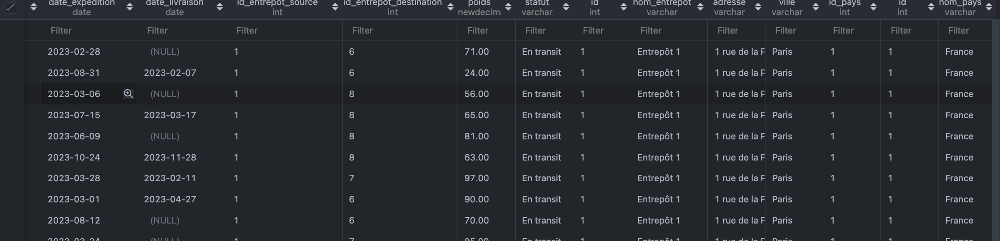 date_expedition date_livraison id_entrepot_source id_entrepot_destination poids statut id nom_entrepot adresse ville id_pays id nom_pays
date date int int newdecim varchar int varchar varchar varchar int int varchar
Filter Filter Filter Filter Filter Filter Filter Filter Filter Filter Filter Filter Filter
2023-02-28 (NULL) 1 6 71.00 En transit 1 Entrepôt 1 1 rue de la P Paris 1 1 France
2023-08-31 2023-02-07 1 6 24.00 En transit 1 Entrepôt 1 1 rue de la P Paris 1 1 France
2023-03-06 (NULL) 1 8 56.00 En transit 1 Entrepôt 1 1 rue de la P Paris 1 1 France
2023-07-15 2023-03-17 1 8 65.00 En transit 1 Entrepôt 1 1 rue de la P Paris 1 1 France
2023-06-09 (NULL) 1 8 81.00 En transit 1 Entrepôt 1 1 rue de la P Paris 1 1 France
2023-10-24 2023-11-28 1 8 63.00 En transit 1 Entrepôt 1 1 rue de la P Paris 1 1 France
2023-03-28 2023-02-11 1 7 97.00 En transit 1 Entrepôt 1 1 rue de la P Paris 1 1 France
2023-03-01 2023-04-27 1 6 90.00 En transit 1 Entrepôt 1 1 rue de la P Paris 1 1 France
2023-08-12 (NULL) 1 6 70.00 En transit 1 Entrepôt 1 1 rue de la P Paris 1 1 France
(NULL) 1 7 95.00 En transit 1 Entrepôt 1 1 rue de la P Paris 1 1 France